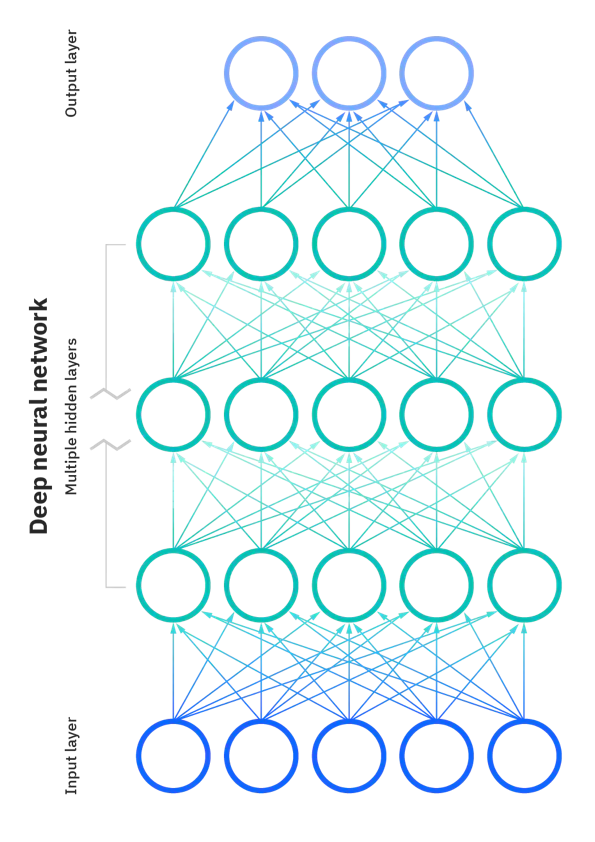 Deep neural network
Input layer
Multiple hidden layers
Output layer